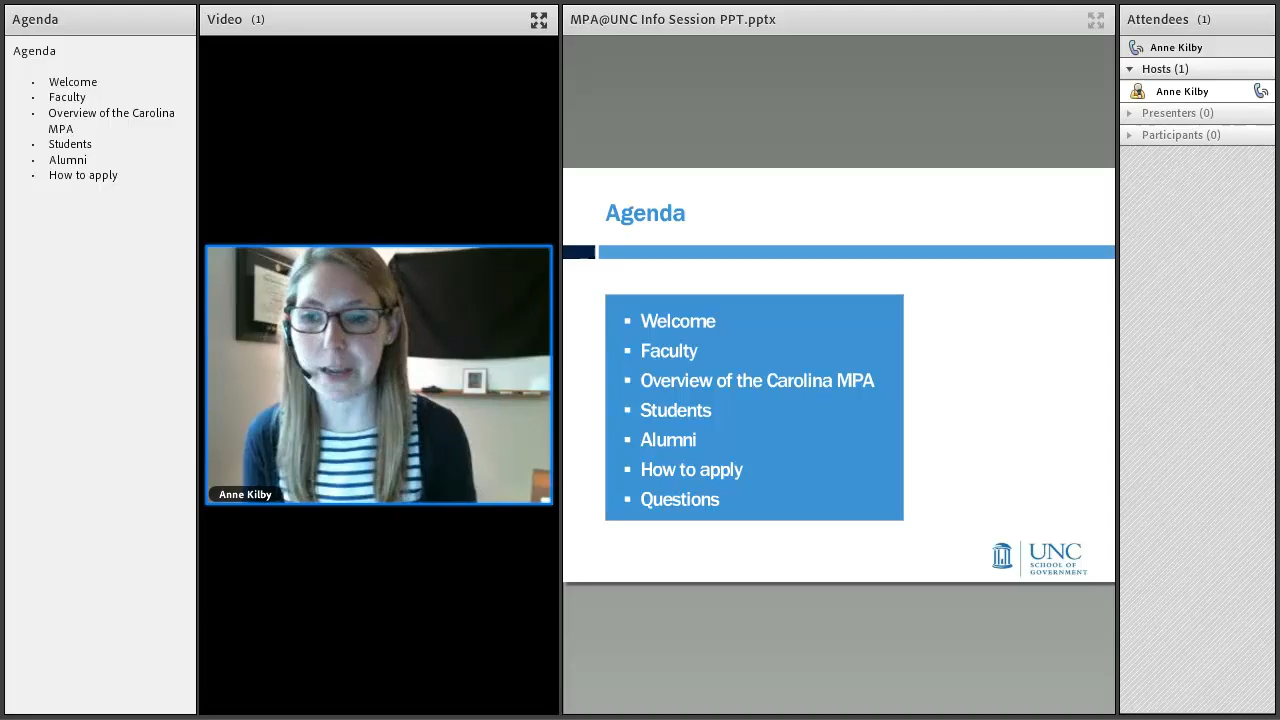 Agenda
Agenda
Welcome
Faculty
Overview of the Carolina
MPA
Students
Alumni
How to apply
Video (1)
Anne Kilby
MPA@UNC Info Session PPT.pptx
Agenda
Welcome
Faculty
Overview of the Carolina MPA
Students
Alumni
How to apply
Questions
UNC
SCHOOL OF
GOVERNMENT
Attendees (1)
Anne Kilby
Hosts (1)
Anne Kilby
Presenters (0)
Participants (0)